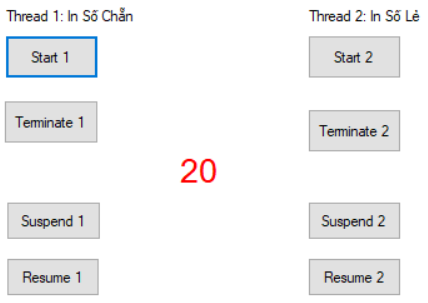 Thread 1: In Số Chẵn
Thread 2: In Số Lẻ
Start 1
Start 2
Terminate 1
Terminate 2
20
Suspend 1
Suspend 2
Resume 1
Resume 2